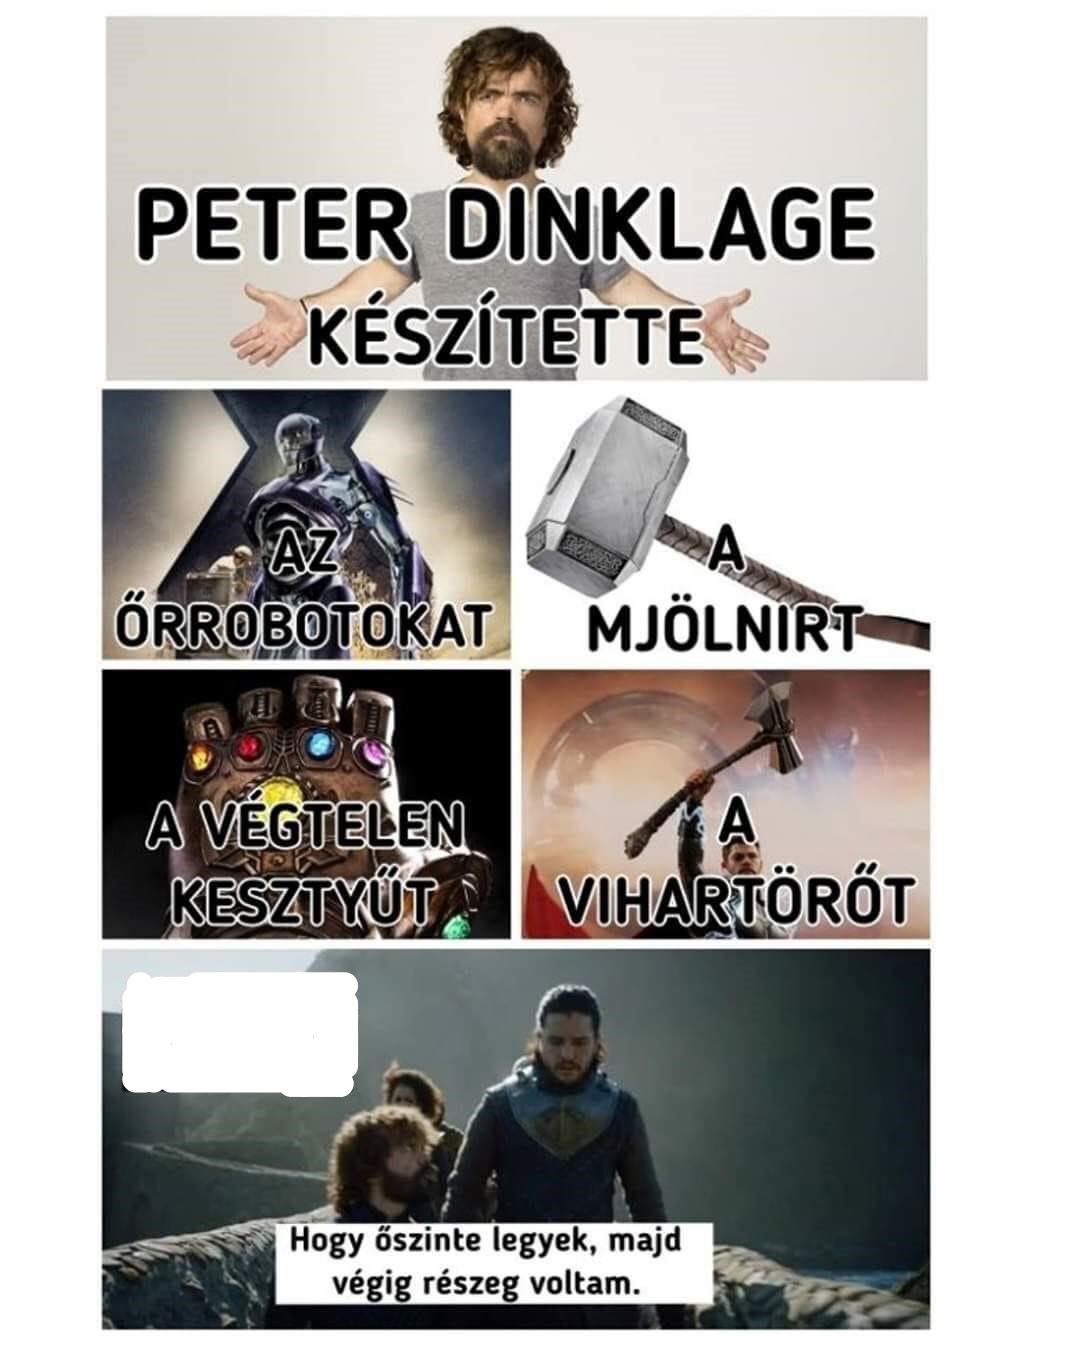 PETER DINKLAGE
KÉSZÍTETTE
AZ
ŐRROBOTOKAT
A
MJÖLNIRT
A VÉGTELEN
KESZTYŰT
A
VIHARTÖRŐT
Hogy őszinte legyek, majd
végig részeg voltam.